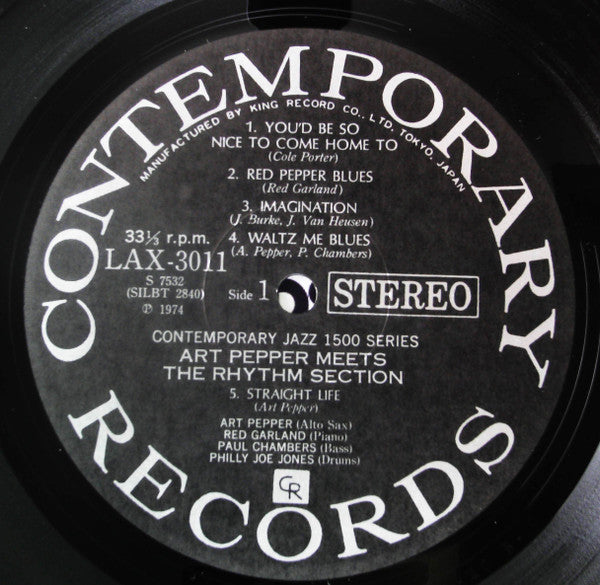 CONTEMPORARY
MANUFACTURED BY KING RECORD CO., LTD. TOKYO, JAPAN
1. YOU'D BE SO
NICE TO COME HOME TO
(Cole Porter)
2. RED PEPPER BLUES
(Red Garland)
3. IMAGINATION
(J. Burke, J. Van Heusen)
4. WALTZ ME BLUES
(A. Pepper, P. Chambers)
33⅓ r.p.m.
LAX-3011
S 7532
(SILBT 2840)
℗ 1974
Side 1
STEREO
CONTEMPORARY JAZZ 1500 SERIES
ART PEPPER MEETS
THE RHYTHM SECTION
5. STRAIGHT LIFE
(Art Pepper)
ART PEPPER (Alto Sax)
RED GARLAND (Piano)
PAUL CHAMBERS (Bass)
PHILLY JOE JONES (Drums)
CR
RECORDS